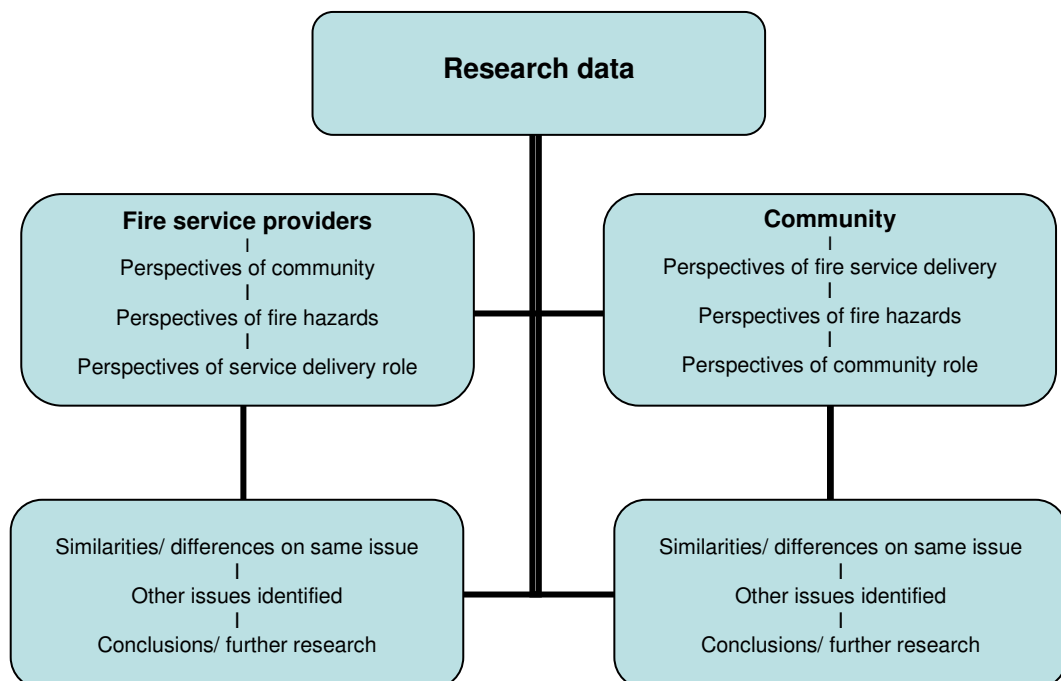 Research data
Fire service providers
Perspectives of community
Perspectives of fire hazards
Perspectives of service delivery role
Community
Perspectives of fire service delivery
Perspectives of fire hazards
Perspectives of community role
Similarities/ differences on same issue
Other issues identified
Conclusions/ further research
Similarities/ differences on same issue
Other issues identified
Conclusions/ further research